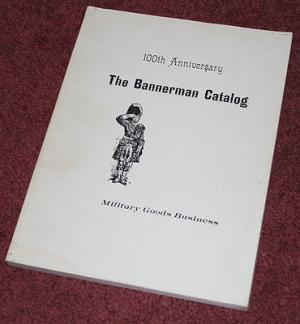 100th Anniversary
The Bannerman Catalog
Military Goods Business